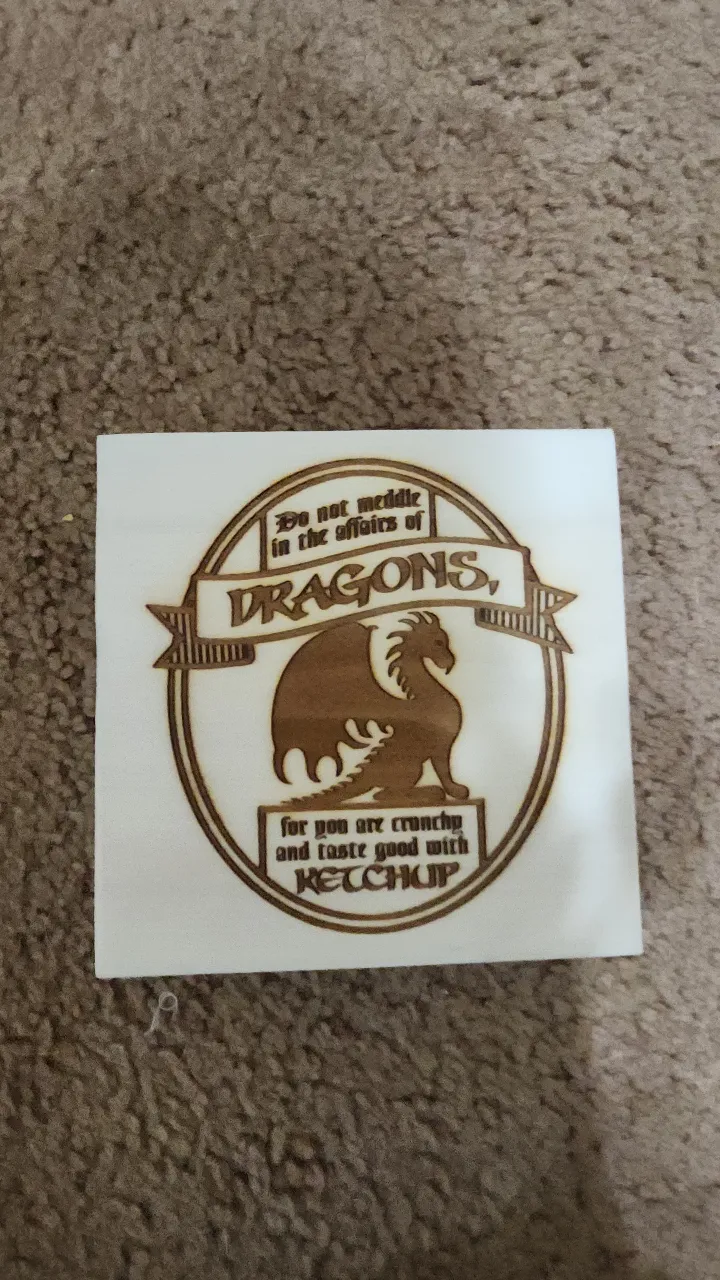 Do not meddle
in the affairs of
DRAGONS,
for you are crunchy
and taste good with
KETCHUP